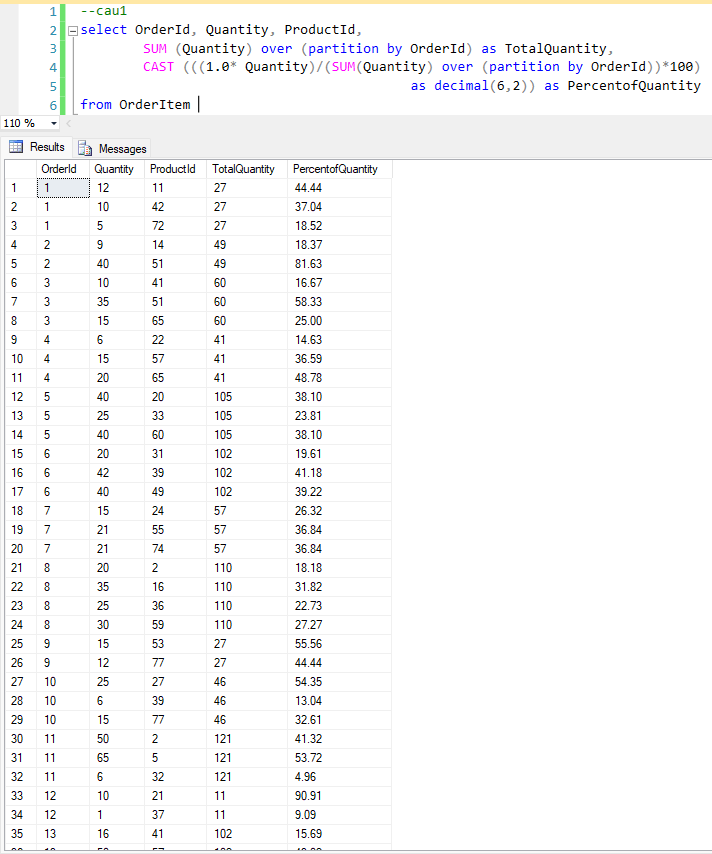 1 --cau1
2 select OrderId, Quantity, ProductId,
3 SUM (Quantity) over (partition by OrderId) as TotalQuantity,
4 CAST (((1.0* Quantity)/(SUM(Quantity) over (partition by OrderId))*100)
5 as decimal(6,2)) as PercentofQuantity
6 from OrderItem
110 %
Results Messages
OrderId Quantity ProductId TotalQuantity PercentofQuantity
1 1 12 11 27 44.44
2 1 10 42 27 37.04
3 1 5 72 27 18.52
4 2 9 14 49 18.37
5 2 40 51 49 81.63
6 3 10 41 60 16.67
7 3 35 51 60 58.33
8 3 15 65 60 25.00
9 4 6 22 41 14.63
10 4 15 57 41 36.59
11 4 20 65 41 48.78
12 5 40 20 105 38.10
13 5 25 33 105 23.81
14 5 40 60 105 38.10
15 6 20 31 102 19.61
16 6 42 39 102 41.18
17 6 40 49 102 39.22
18 7 15 24 57 26.32
19 7 21 55 57 36.84
20 7 21 74 57 36.84
21 8 20 2 110 18.18
22 8 35 16 110 31.82
23 8 25 36 110 22.73
24 8 30 59 110 27.27
25 9 15 53 27 55.56
26 9 12 77 27 44.44
27 10 25 27 46 54.35
28 10 6 39 46 13.04
29 10 15 77 46 32.61
30 11 50 2 121 41.32
31 11 65 5 121 53.72
32 11 6 32 121 4.96
33 12 10 21 11 90.91
34 12 1 37 11 9.09
35 13 16 41 102 15.69